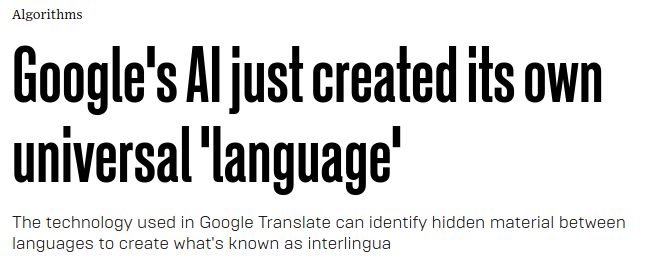 Algorithms
Google's AI just created its own
universal 'language'
The technology used in Google Translate can identify hidden material between
languages to create what's known as interlingua